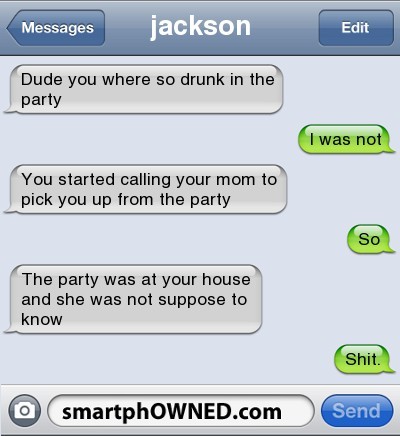 Messages
jackson
Edit
Dude you where so drunk in the
party
I was not
You started calling your mom to
pick you up from the party
So
The party was at your house
and she was not suppose to
know
Shit.
smartphOWNED.com
Send